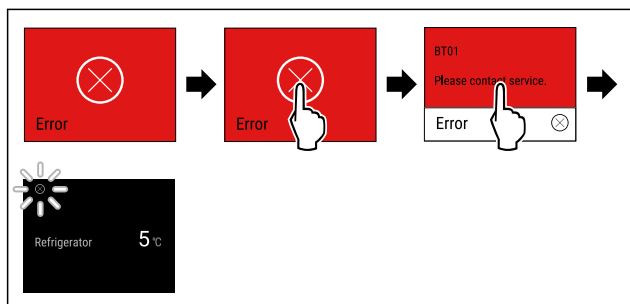 Error
Error
BT01
Please contact service.
Error
Refrigerator 5 °C